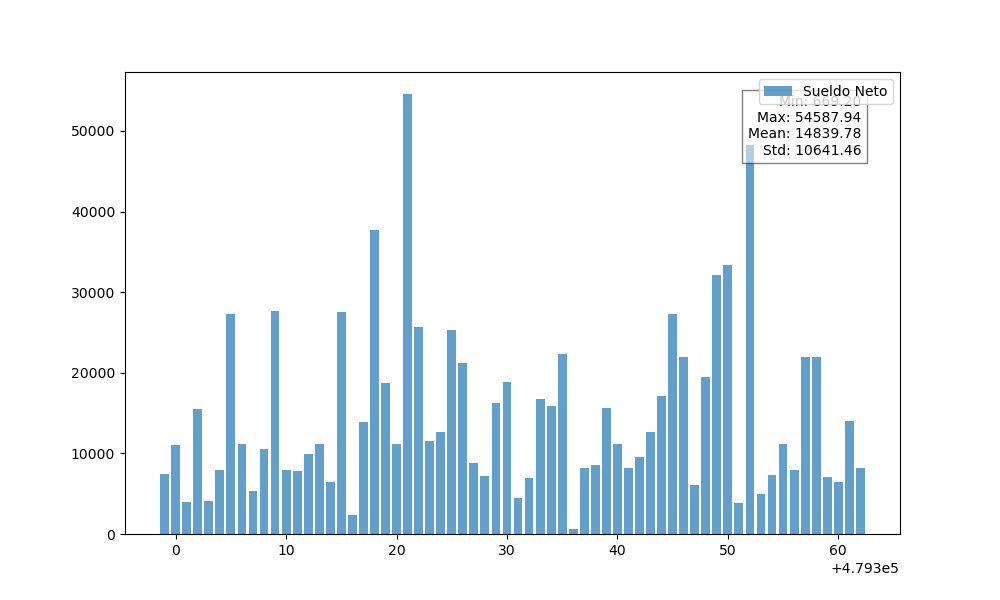 Sueldo Neto
Min: 669.20
Max: 54587.94
Mean: 14839.78
Std: 10641.46
50000
40000
30000
20000
10000
0
0 10 20 30 40 50 60
+4.793e5